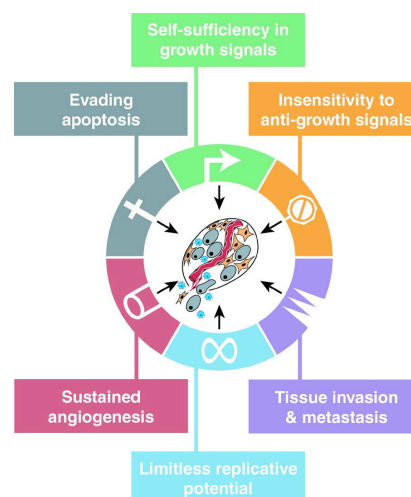 Self-sufficiency in
growth signals
Evading
apoptosis
Insensitivity to
anti-growth signals
Sustained
angiogenesis
Tissue invasion
& metastasis
Limitless replicative
potential